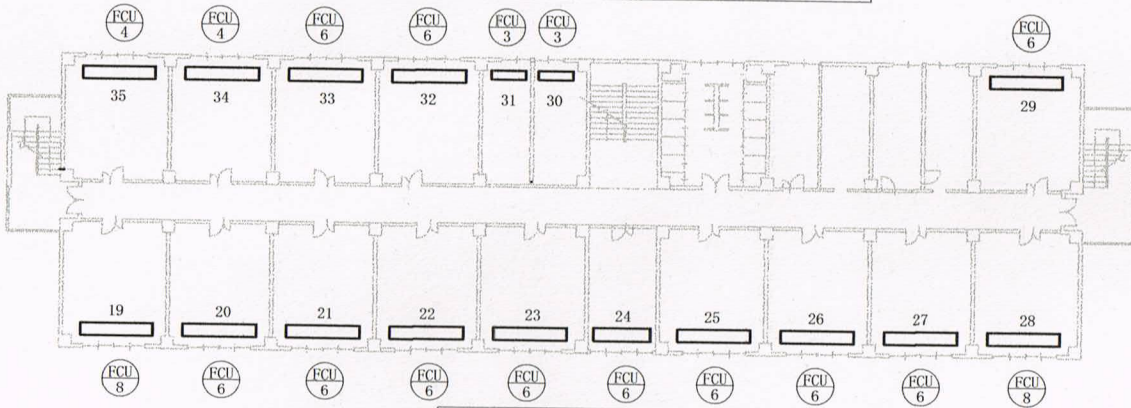 FCU FCU FCU FCU FCU FCU FCU
4 4 6 6 3 3 6
35 34 33 32 31 30 29
19 20 21 22 23 24 25 26 27 28
FCU FCU FCU FCU FCU FCU FCU FCU FCU FCU
8 6 6 6 6 6 6 6 6 8